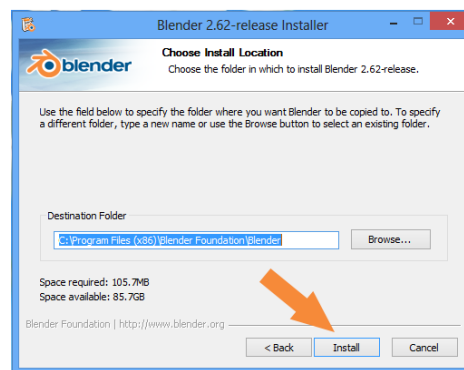 Blender 2.62-release Installer
blender
Choose Install Location
Choose the folder in which to install Blender 2.62-release.
Use the field below to specify the folder where you want Blender to be copied to. To specify
a different folder, type a new name or use the Browse button to select an existing folder.
Destination Folder
C:\Program Files (x86)\Blender Foundation\Blender
Browse...
Space required: 105.7MB
Space available: 85.7GB
Blender Foundation | http://www.blender.org
< Back Install Cancel